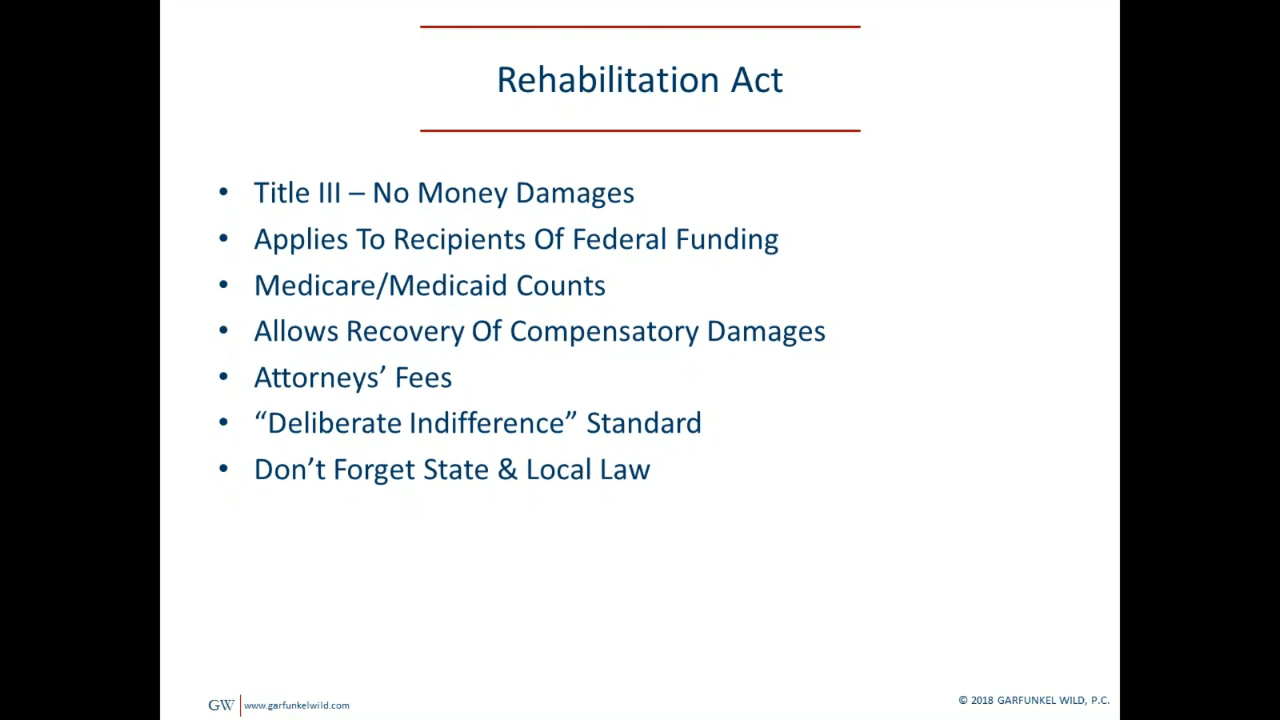 Rehabilitation Act
• Title III – No Money Damages
• Applies To Recipients Of Federal Funding
• Medicare/Medicaid Counts
• Allows Recovery Of Compensatory Damages
• Attorneys’ Fees
• “Deliberate Indifference” Standard
• Don’t Forget State & Local Law
GW www.garfunkelwild.com
© 2018 GARFUNKEL WILD, P.C.